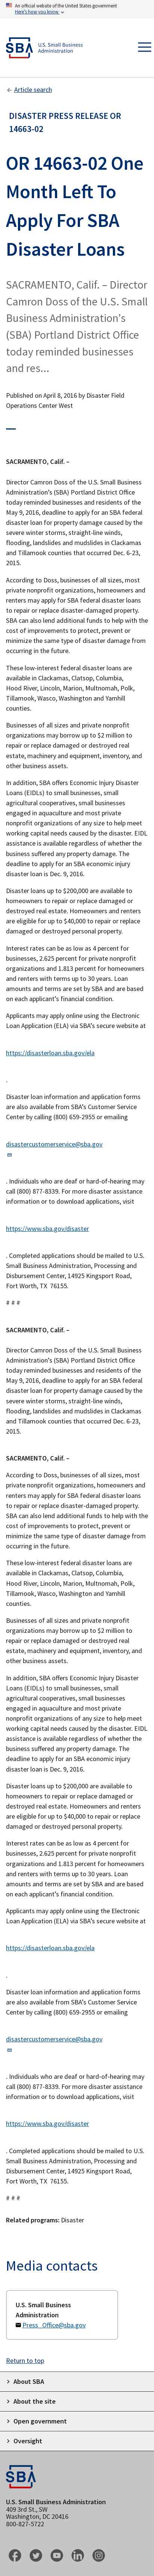 An official website of the United States government
Here's how you know
SBA
U.S. Small Business
Administration
Article search
DISASTER PRESS RELEASE OR
14663-02
OR 14663-02 One
Month Left To
Apply For SBA
Disaster Loans
SACRAMENTO, Calif. – Director
Camron Doss of the U.S. Small
Business Administration's
(SBA) Portland District Office
today reminded businesses
and res...
Published on April 8, 2016 by Disaster Field
Operations Center West
SACRAMENTO, Calif. –
Director Camron Doss of the U.S. Small Business
Administration's (SBA) Portland District Office
today reminded businesses and residents of the
May 9, 2016, deadline to apply for an SBA federal
disaster loan for property damage caused by the
severe winter storms, straight-line winds,
flooding, landslides and mudslides in Clackamas
and Tillamook counties that occurred Dec. 6-23,
2015.
According to Doss, businesses of all sizes, most
private nonprofit organizations, homeowners and
renters may apply for SBA federal disaster loans
to repair or replace disaster-damaged property.
SBA can also lend additional funds to help with the
cost of improvements to protect, prevent or
minimize the same type of disaster damage from
occurring in the future.
These low-interest federal disaster loans are
available in Clackamas, Clatsop, Columbia,
Hood River, Lincoln, Marion, Multnomah, Polk,
Tillamook, Wasco, Washington and Yamhill
counties.
Businesses of all sizes and private nonprofit
organizations may borrow up to $2 million to
repair or replace damaged or destroyed real
estate, machinery and equipment, inventory, and
other business assets.
In addition, SBA offers Economic Injury Disaster
Loans (EIDLs) to small businesses, small
agricultural cooperatives, small businesses
engaged in aquaculture and most private
nonprofit organizations of any size to help meet
working capital needs caused by the disaster. EIDL
assistance is available regardless of whether the
business suffered any property damage. The
deadline to apply for an SBA economic injury
disaster loan is Dec. 9, 2016.
Disaster loans up to $200,000 are available to
homeowners to repair or replace damaged or
destroyed real estate. Homeowners and renters
are eligible for up to $40,000 to repair or replace
damaged or destroyed personal property.
Interest rates can be as low as 4 percent for
businesses, 2.625 percent for private nonprofit
organizations and 1.813 percent for homeowners
and renters with terms up to 30 years. Loan
amounts and terms are set by SBA and are based
on each applicant's financial condition.
Applicants may apply online using the Electronic
Loan Application (ELA) via SBA's secure website at
https://disasterloan.sba.gov/ela
.
Disaster loan information and application forms
are also available from SBA's Customer Service
Center by calling (800) 659-2955 or emailing
disastercustomerservice@sba.gov
. Individuals who are deaf or hard-of-hearing may
call (800) 877-8339. For more disaster assistance
information or to download applications, visit
https://www.sba.gov/disaster
. Completed applications should be mailed to U.S.
Small Business Administration, Processing and
Disbursement Center, 14925 Kingsport Road,
Fort Worth, TX 76155.
# # #
SACRAMENTO, Calif. –
Director Camron Doss of the U.S. Small Business
Administration's (SBA) Portland District Office
today reminded businesses and residents of the
May 9, 2016, deadline to apply for an SBA federal
disaster loan for property damage caused by the
severe winter storms, straight-line winds,
flooding, landslides and mudslides in Clackamas
and Tillamook counties that occurred Dec. 6-23,
2015.
SACRAMENTO, Calif. –
According to Doss, businesses of all sizes, most
private nonprofit organizations, homeowners and
renters may apply for SBA federal disaster loans
to repair or replace disaster-damaged property.
SBA can also lend additional funds to help with the
cost of improvements to protect, prevent or
minimize the same type of disaster damage from
occurring in the future.
These low-interest federal disaster loans are
available in Clackamas, Clatsop, Columbia,
Hood River, Lincoln, Marion, Multnomah, Polk,
Tillamook, Wasco, Washington and Yamhill
counties.
Businesses of all sizes and private nonprofit
organizations may borrow up to $2 million to
repair or replace damaged or destroyed real
estate, machinery and equipment, inventory, and
other business assets.
In addition, SBA offers Economic Injury Disaster
Loans (EIDLs) to small businesses, small
agricultural cooperatives, small businesses
engaged in aquaculture and most private
nonprofit organizations of any size to help meet
working capital needs caused by the disaster. EIDL
assistance is available regardless of whether the
business suffered any property damage. The
deadline to apply for an SBA economic injury
disaster loan is Dec. 9, 2016.
Disaster loans up to $200,000 are available to
homeowners to repair or replace damaged or
destroyed real estate. Homeowners and renters
are eligible for up to $40,000 to repair or replace
damaged or destroyed personal property.
Interest rates can be as low as 4 percent for
businesses, 2.625 percent for private nonprofit
organizations and 1.813 percent for homeowners
and renters with terms up to 30 years. Loan
amounts and terms are set by SBA and are based
on each applicant's financial condition.
Applicants may apply online using the Electronic
Loan Application (ELA) via SBA's secure website at
https://disasterloan.sba.gov/ela
.
Disaster loan information and application forms
are also available from SBA's Customer Service
Center by calling (800) 659-2955 or emailing
disastercustomerservice@sba.gov
. Individuals who are deaf or hard-of-hearing may
call (800) 877-8339. For more disaster assistance
information or to download applications, visit
https://www.sba.gov/disaster
. Completed applications should be mailed to U.S.
Small Business Administration, Processing and
Disbursement Center, 14925 Kingsport Road,
Fort Worth, TX 76155.
# # #
Related programs: Disaster
Media contacts
U.S. Small Business
Administration
Press_Office@sba.gov
Return to top
About SBA
About the site
Open government
Oversight
SBA
U.S. Small Business Administration
409 3rd St., SW
Washington, DC 20416
800-827-5722